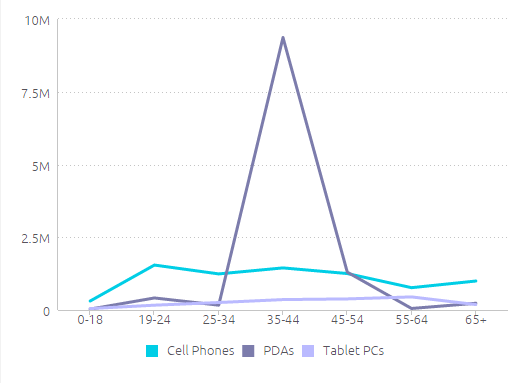 10M
7.5M
5M
2.5M
0
0-18 19-24 25-34 35-44 45-54 55-64 65+
Cell Phones PDAs Tablet PCs